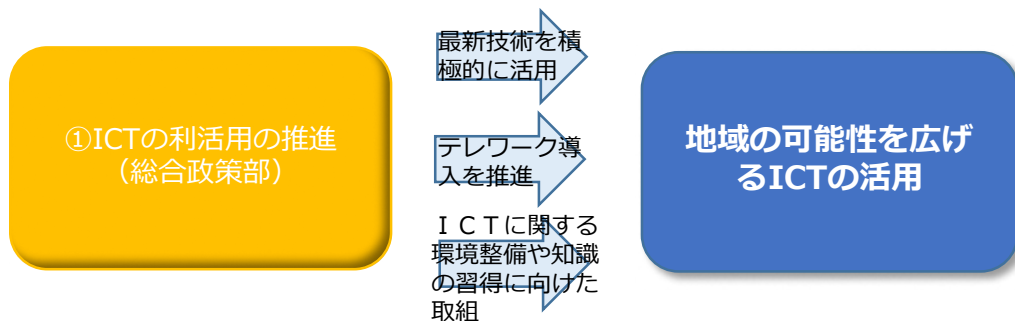 ①ICTの利活用の推進
（総合政策部）
最新技術を積
極的に活用
テレワーク導
入を推進
ＩＣＴに関する
環境整備や知識
の習得に向けた
取組
地域の可能性を広げ
るICTの活用